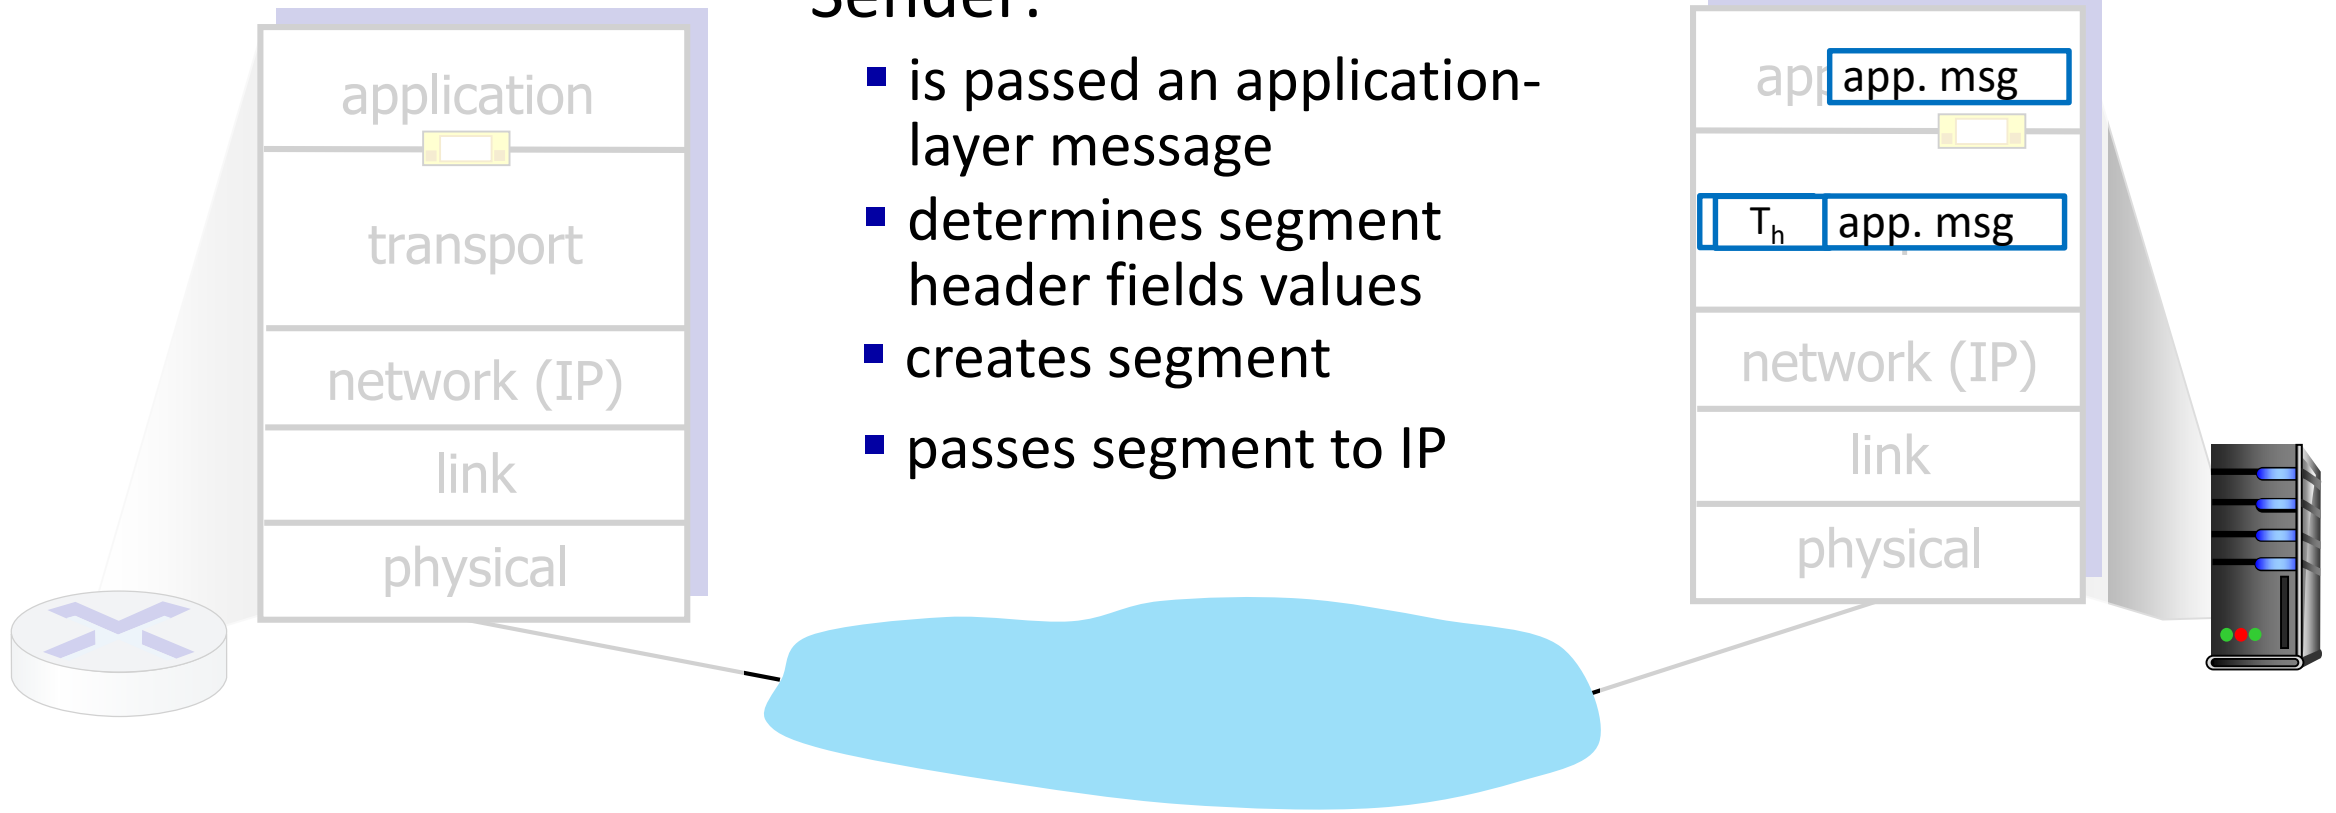 Sender:
is passed an application-
layer message
determines segment
header fields values
creates segment
passes segment to IP
application
transport
network (IP)
link
physical
app. msg
Th app. msg
network (IP)
link
physical